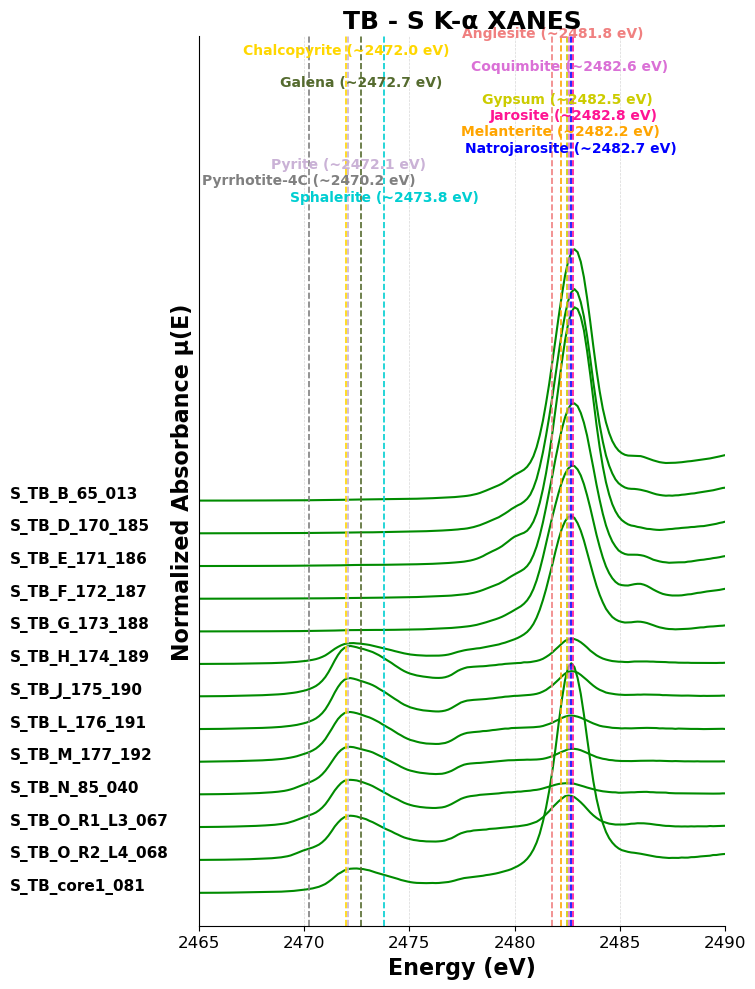 TB - S K-α XANES
Anglesite (~2481.8 eV)
Chalcopyrite (~2472.0 eV)
Coquimbite (~2482.6 eV)
Galena (~2472.7 eV)
Gypsum (~2482.5 eV)
Jarosite (~2482.8 eV)
Melanterite (~2482.2 eV)
Natrojarosite (~2482.7 eV)
Pyrite (~2472.1 eV)
Pyrrhotite-4C (~2470.2 eV)
Sphalerite (~2473.8 eV)
Normalized Absorbance μ(E)
S_TB_B_65_013
S_TB_D_170_185
S_TB_E_171_186
S_TB_F_172_187
S_TB_G_173_188
S_TB_H_174_189
S_TB_J_175_190
S_TB_L_176_191
S_TB_M_177_192
S_TB_N_85_040
S_TB_O_R1_L3_067
S_TB_O_R2_L4_068
S_TB_core1_081
2465 2470 2475 2480 2485 2490
Energy (eV)